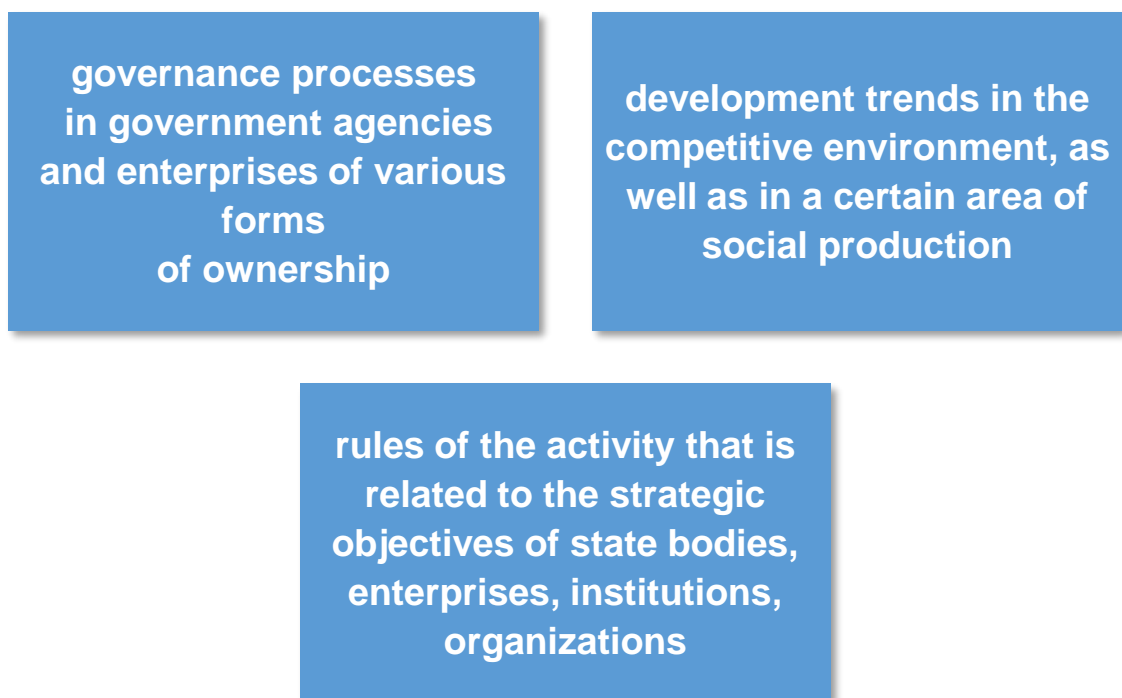 governance processes
in government agencies
and enterprises of various
forms
of ownership
development trends in the
competitive environment, as
well as in a certain area of
social production
rules of the activity that is
related to the strategic
objectives of state bodies,
enterprises, institutions,
organizations